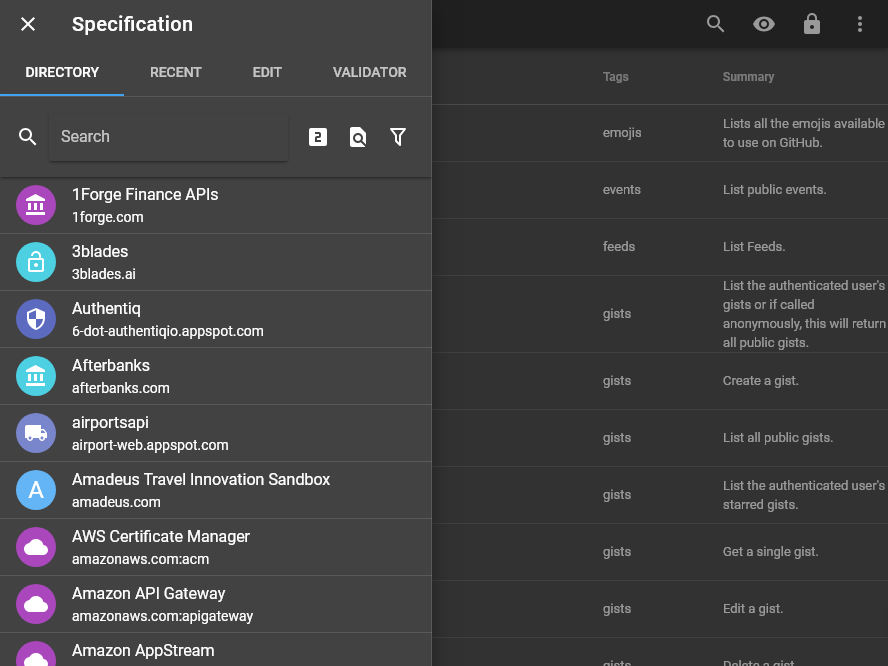 Specification
DIRECTORY
RECENT
EDIT
VALIDATOR
Search
2
1Forge Finance APIs
1forge.com
3blades
3blades.ai
Authentiq
6-dot-authentiqio.appspot.com
Afterbanks
afterbanks.com
airportsapi
airport-web.appspot.com
A
Amadeus Travel Innovation Sandbox
amadeus.com
AWS Certificate Manager
amazonaws.com:acm
Amazon API Gateway
amazonaws.com:apigateway
Amazon AppStream
Tags
Summary
emojis
Lists all the emojis available
to use on GitHub.
events
List public events.
feeds
List Feeds.
gists
List the authenticated user's
gists or if called
anonymously, this will return
all public gists.
gists
Create a gist.
gists
List all public gists.
gists
List the authenticated user's
starred gists.
gists
Get a single gist.
gists
Edit a gist.
gists
Delete a gist.